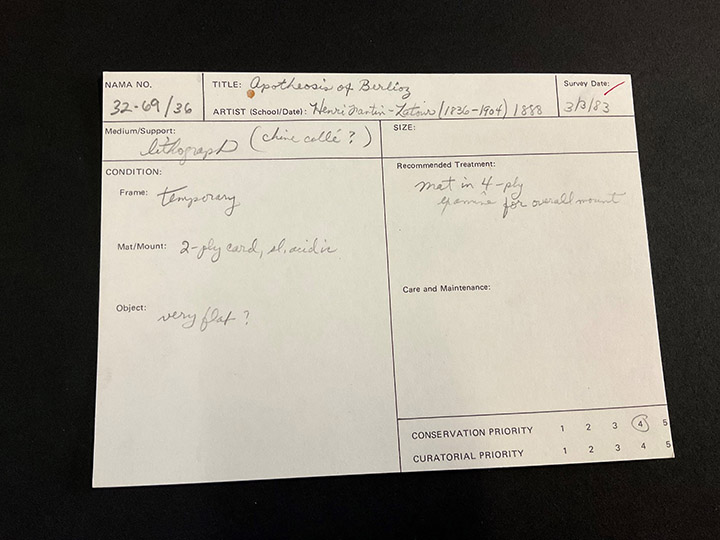 NAMA NO. 32-69/36
TITLE: Apotheosis of Berlioz
ARTIST (School/Date): Henri Fantin-Latour (1836-1904) 1888
Survey Date: 3/3/83
Medium/Support: lithograph (chine collé?)
SIZE:
CONDITION:
Frame: temporary
Mat/Mount: 2-ply card, sl. acidic
Object: very flat?
Recommended Treatment:
mat in 4-ply
examine for overall mount
Care and Maintenance:
CONSERVATION PRIORITY 1 2 3 4 5
CURATORIAL PRIORITY 1 2 3 4 5